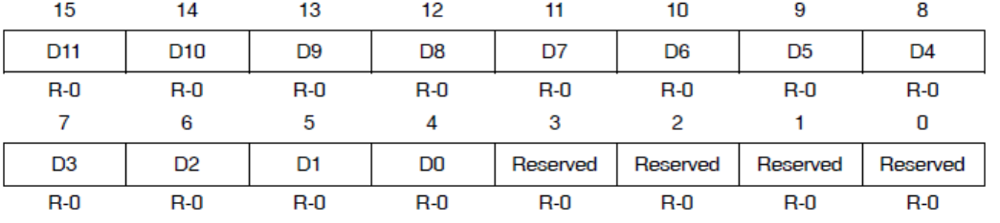 15 14 13 12 11 10 9 8
D11 D10 D9 D8 D7 D6 D5 D4
R-0 R-0 R-0 R-0 R-0 R-0 R-0 R-0
7 6 5 4 3 2 1 0
D3 D2 D1 D0 Reserved Reserved Reserved Reserved
R-0 R-0 R-0 R-0 R-0 R-0 R-0 R-0